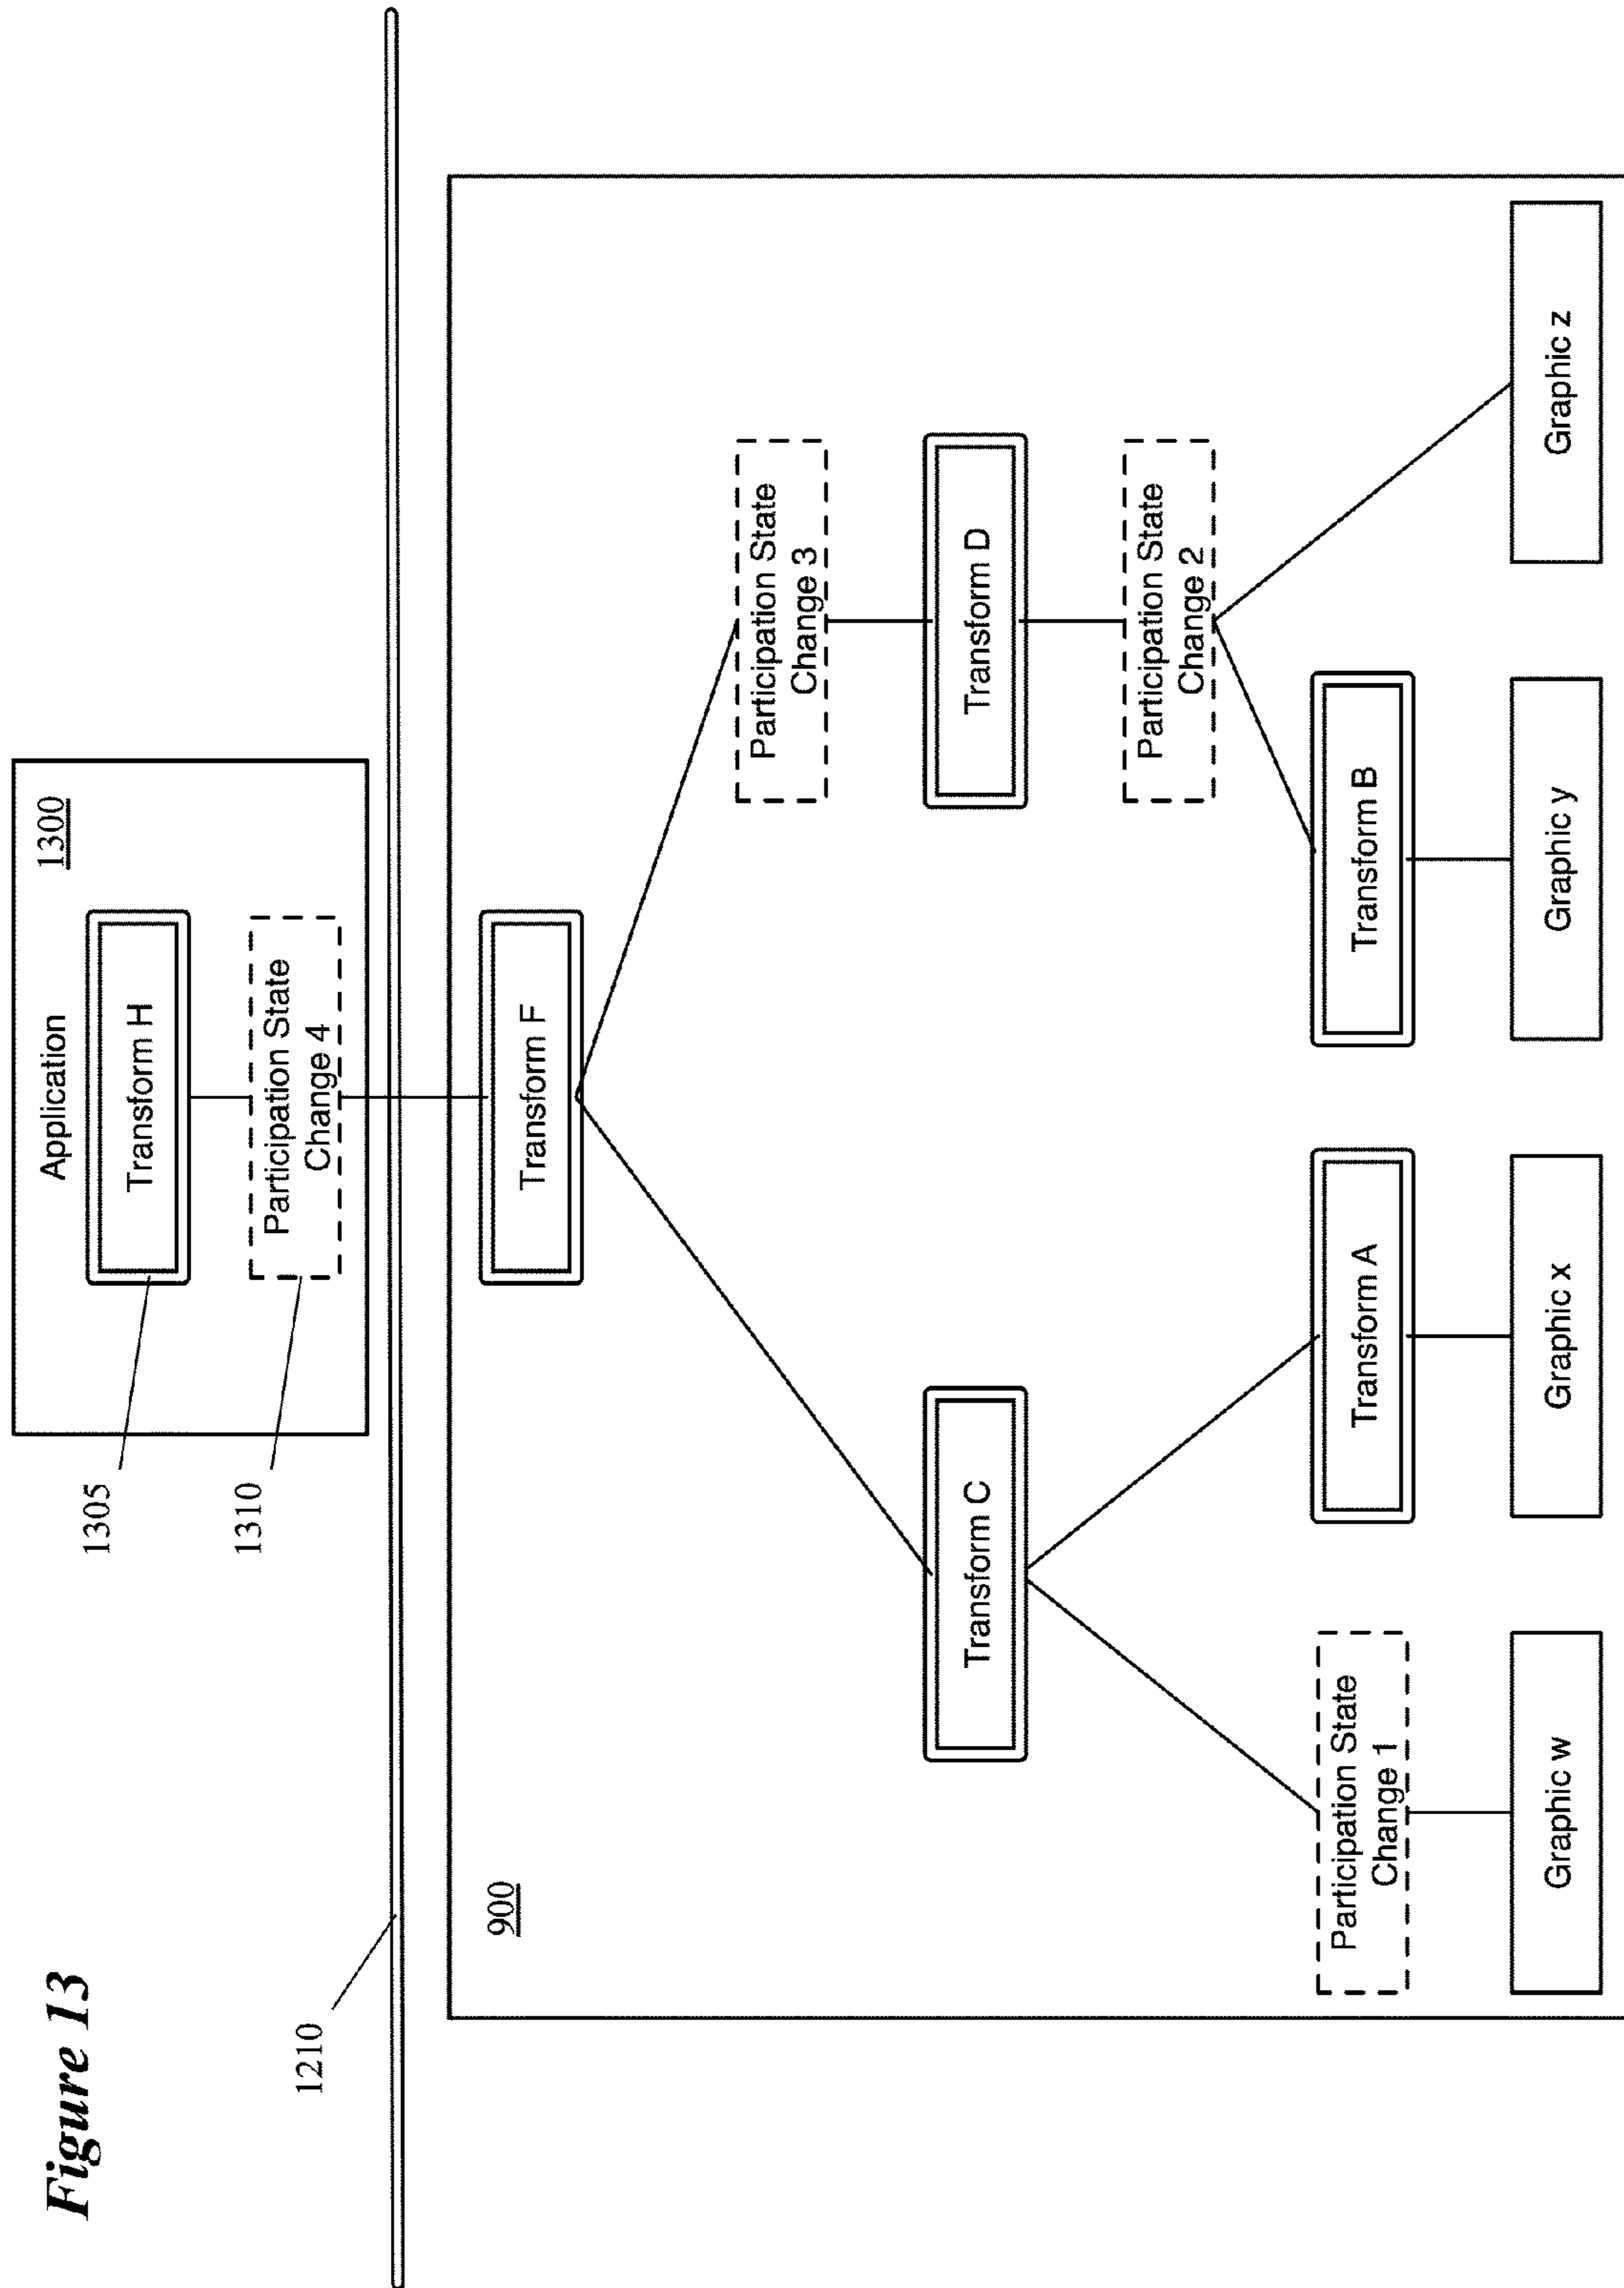 Figure 13
Application
1300
Transform H
1305
Participation State
Change 4
1310
1210
900
Transform F
Participation State
Change 3
Transform C
Transform D
Participation State
Change 2
Participation State
Change 1
Transform A
Transform B
Graphic w
Graphic x
Graphic y
Graphic z